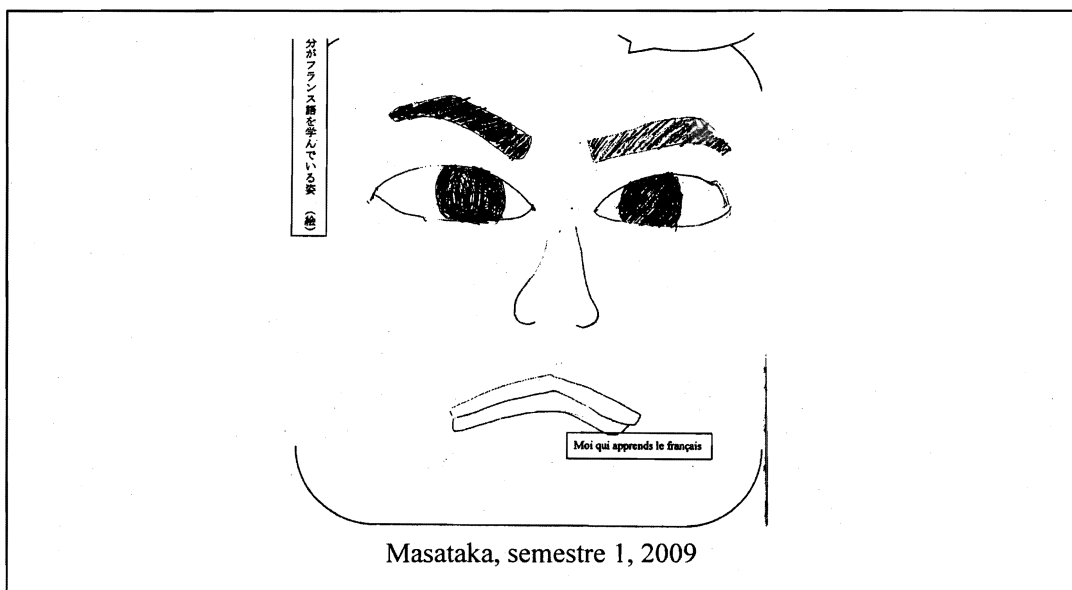 分がフランス語を学んでいる姿 (絵)
Moi qui apprends le français
Masataka, semestre 1, 2009